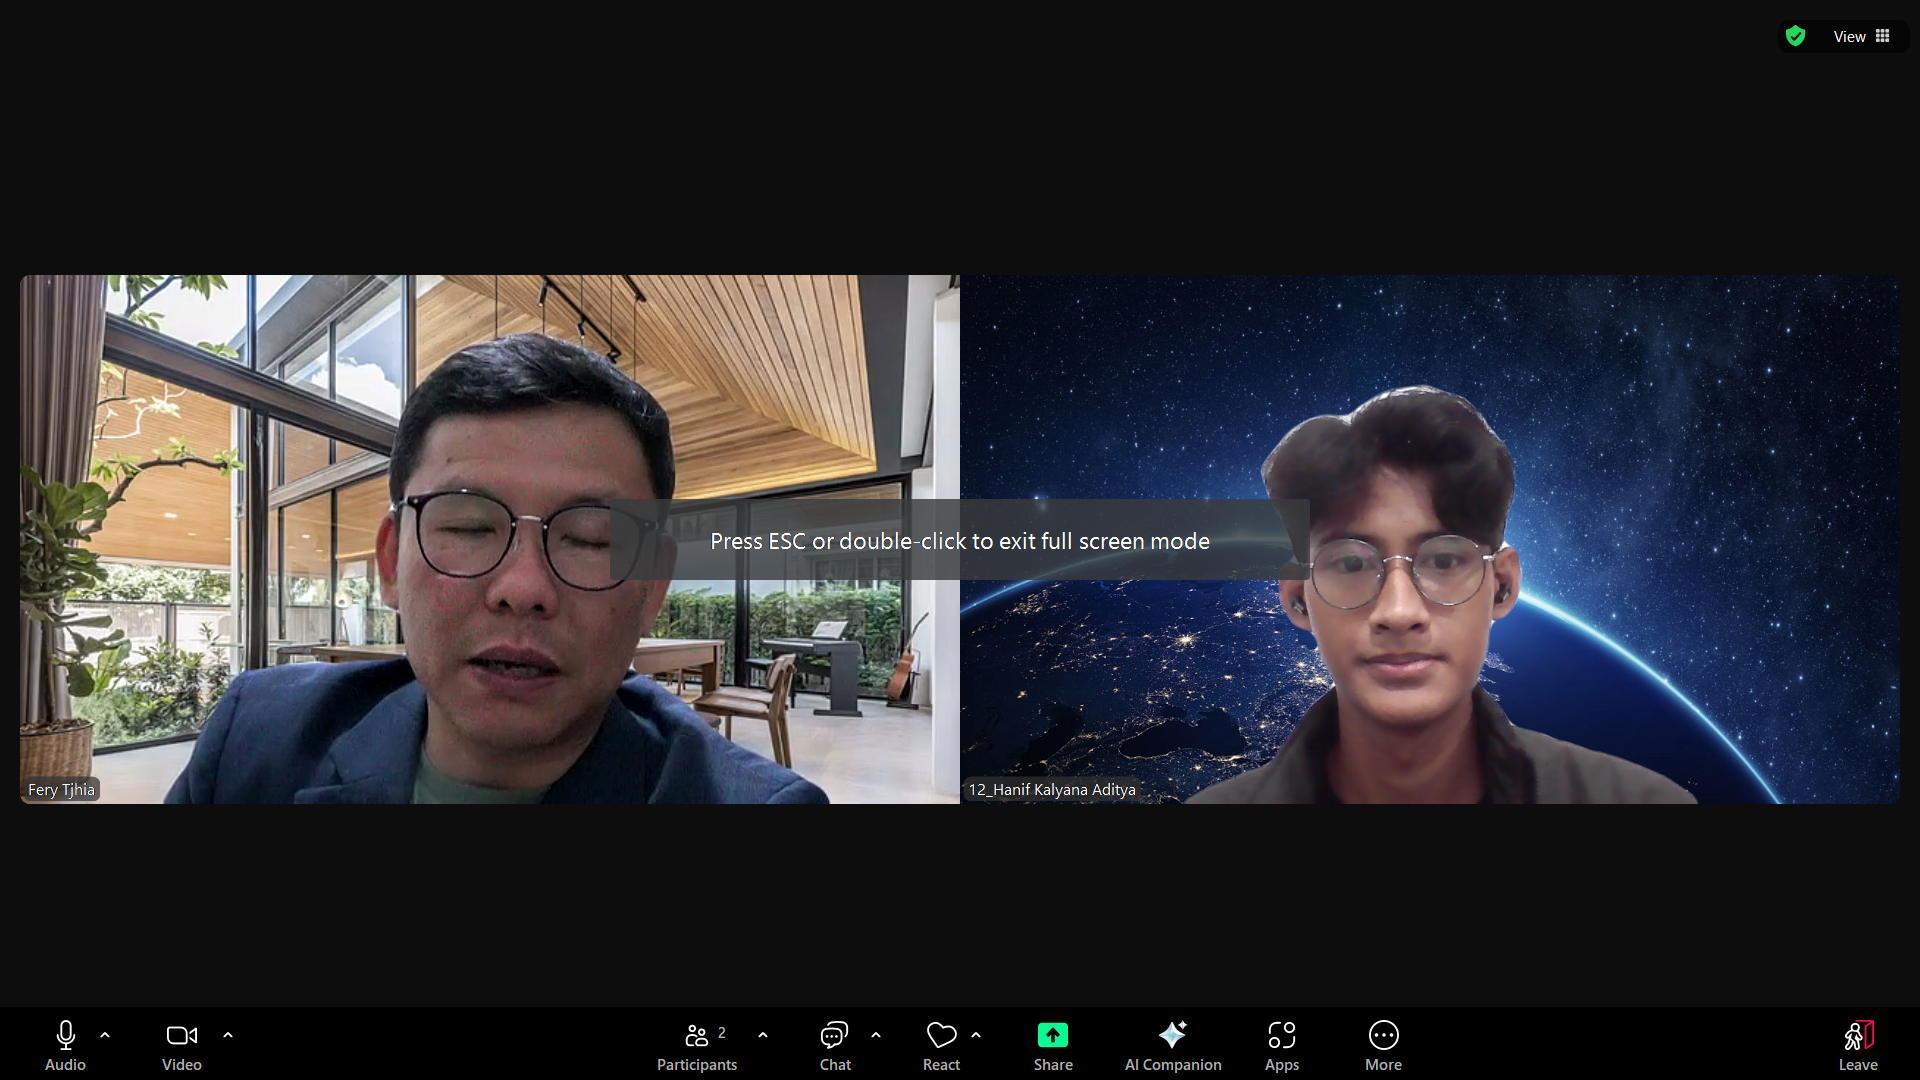 View
Press ESC or double-click to exit full screen mode
Fery Tjhia
12_Hanif Kalyana Aditya
Audio
Video
2
Participants
Chat
React
Share
AI Companion
Apps
More
Leave